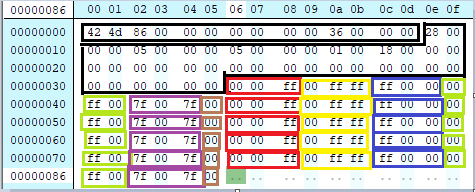 00000086 00 01 02 03 04 05 06 07 08 09 0a 0b 0c 0d 0e 0f
00000000 42 4d 86 00 00 00 00 00 00 00 36 00 00 00 28 00
00000010 00 00 05 00 00 00 05 00 00 00 01 00 18 00 00 00
00000020 00 00 00 00 00 00 00 00 00 00 00 00 00 00 00 00
00000030 00 00 00 00 00 00 00 00 ff 00 ff ff ff 00 00 00
00000040 ff 00 7f 00 7f 00 00 00 ff 00 ff ff ff 00 00 00
00000050 ff 00 7f 00 7f 00 00 00 ff 00 ff ff ff 00 00 00
00000060 ff 00 7f 00 7f 00 00 00 ff 00 ff ff ff 00 00 00
00000070 ff 00 7f 00 7f 00 00 00 ff 00 ff ff ff 00 00 00
00000086 ff 00 7f 00 7f 00 .. .. .. .. .. .. .. .. .. ..